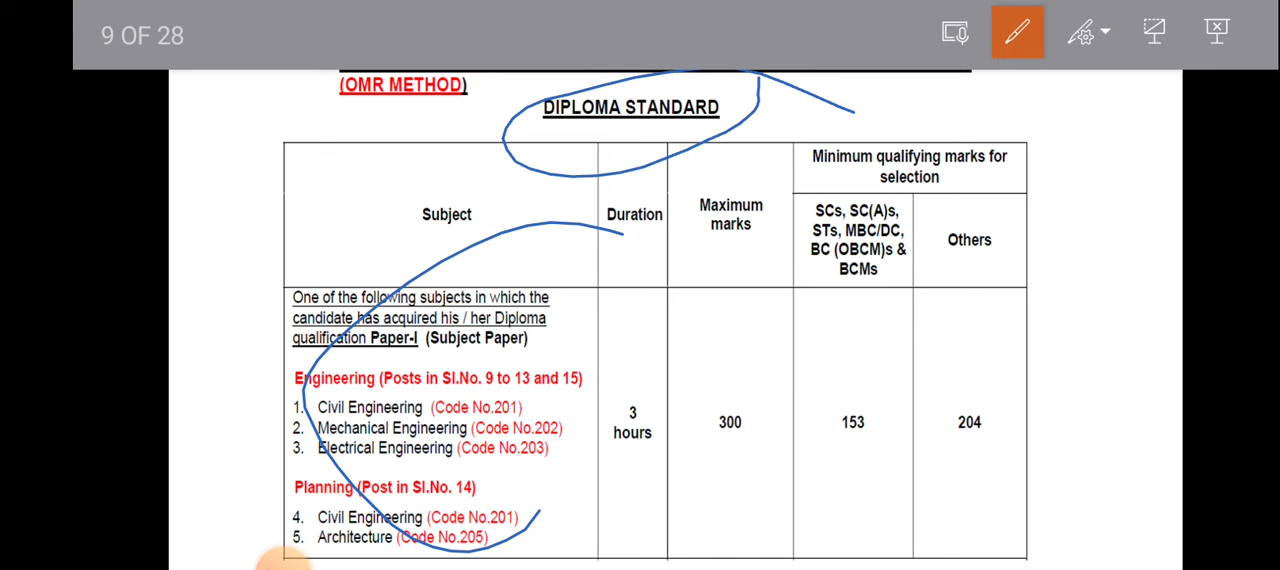 9 OF 28
(OMR METHOD)
DIPLOMA STANDARD
Subject
Duration
Maximum
marks
Minimum qualifying marks for
selection
SCs, SC(A)s,
STs, MBC/DC,
BC (OBCM)s &
BCMs
Others
One of the following subjects in which the
candidate has acquired his / her Diploma
qualification Paper-I (Subject Paper)
Engineering (Posts in Sl.No. 9 to 13 and 15)
1. Civil Engineering (Code No.201)
2. Mechanical Engineering (Code No.202)
3. Electrical Engineering (Code No.203)
Planning (Post in Sl.No. 14)
4. Civil Engineering (Code No.201)
5. Architecture (Code No.205)
3
hours
300
153
204